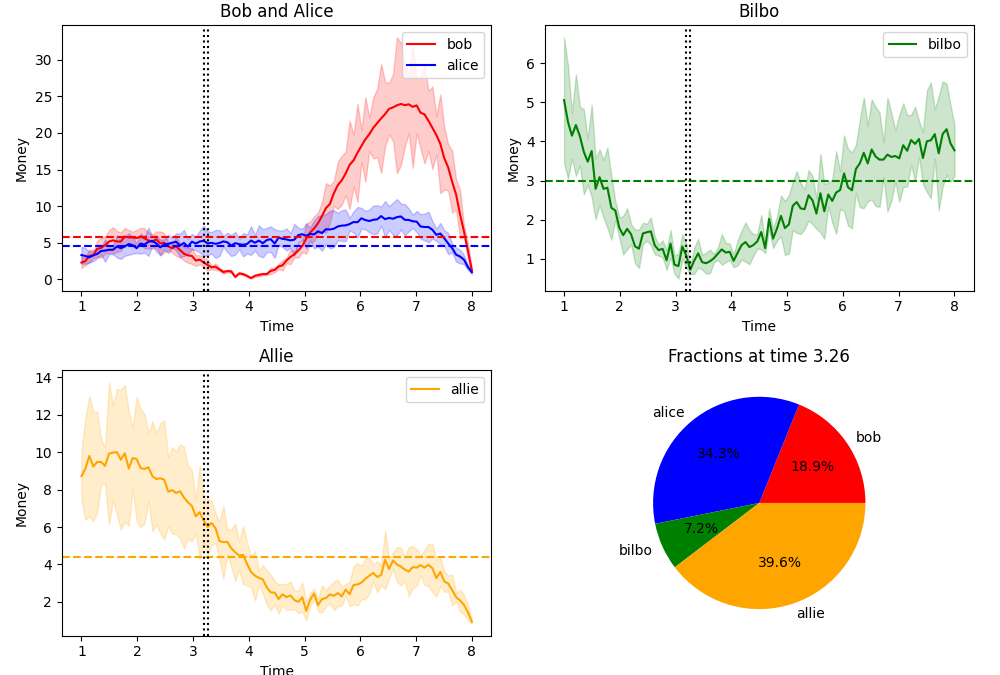 Bob and Alice
Money
30
25
20
15
10
5
0
bob
alice
1 2 3 4 5 6 7 8
Time
Bilbo
Money
6
5
4
3
2
1
bilbo
1 2 3 4 5 6 7 8
Time
Allie
Money
14
12
10
8
6
4
2
allie
1 2 3 4 5 6 7 8
Time
Fractions at time 3.26
alice
bob
34.3%
18.9%
7.2%
bilbo
39.6%
allie